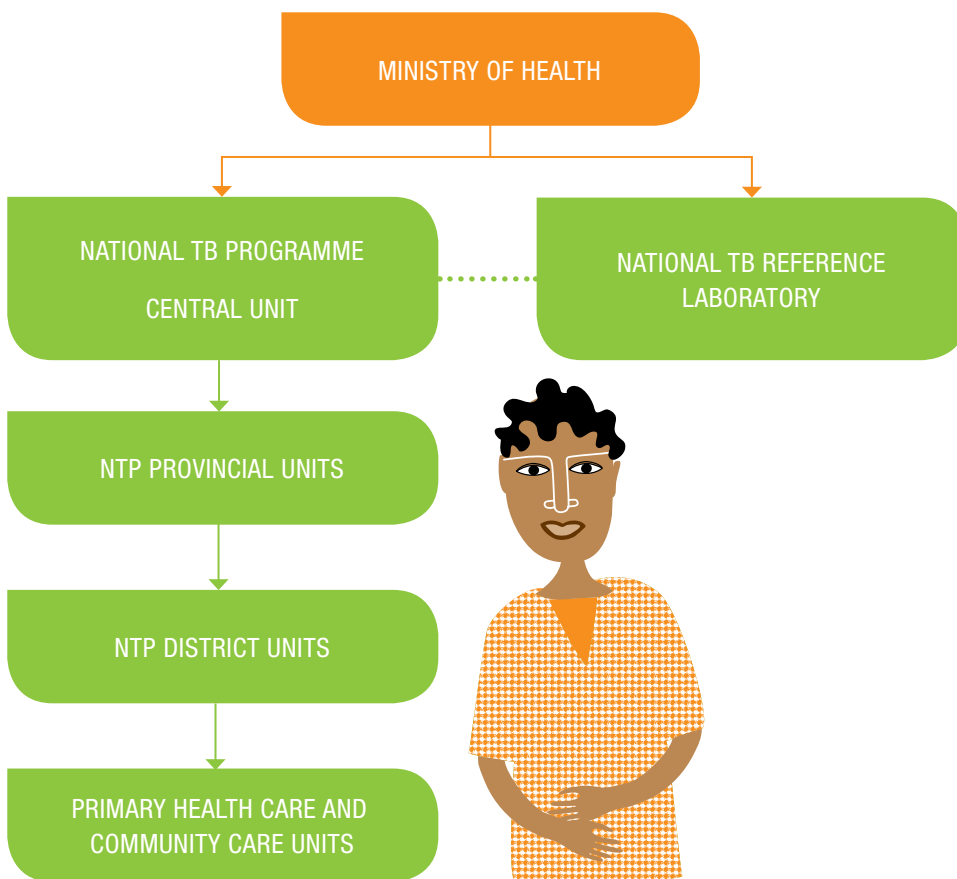 MINISTRY OF HEALTH
NATIONAL TB PROGRAMME
CENTRAL UNIT
NATIONAL TB REFERENCE
LABORATORY
NTP PROVINCIAL UNITS
NTP DISTRICT UNITS
PRIMARY HEALTH CARE AND
COMMUNITY CARE UNITS